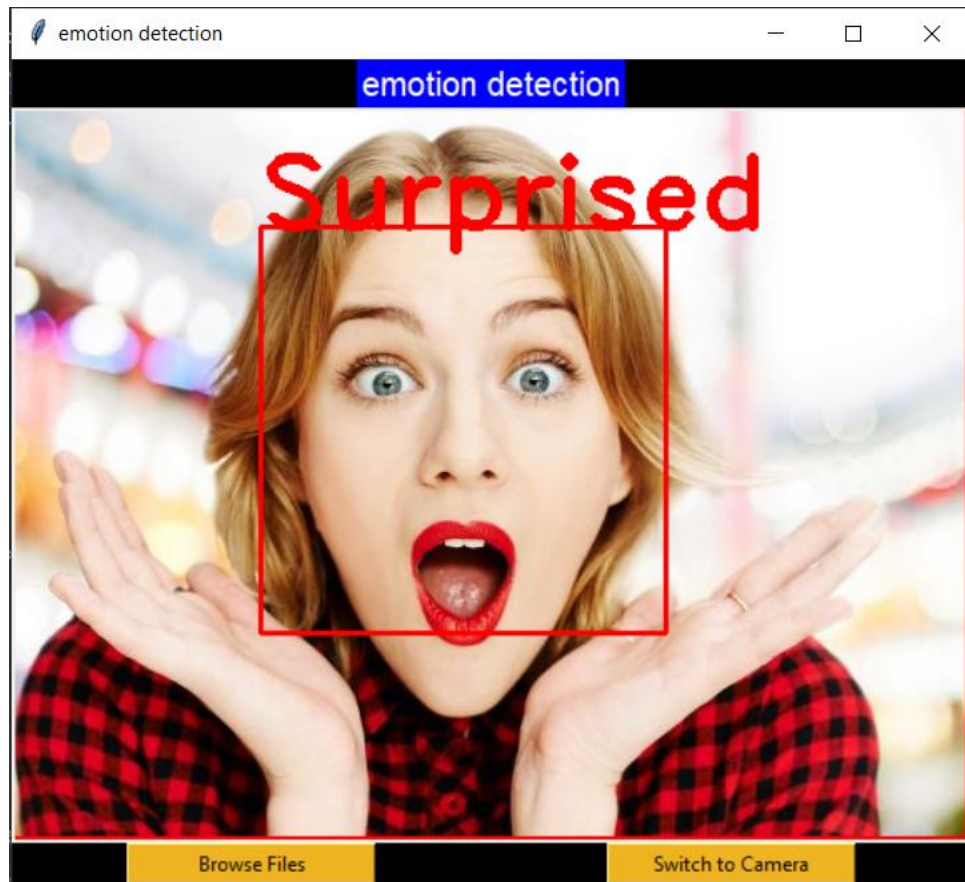 emotion detection
emotion detection
Surprised
Browse Files
Switch to Camera